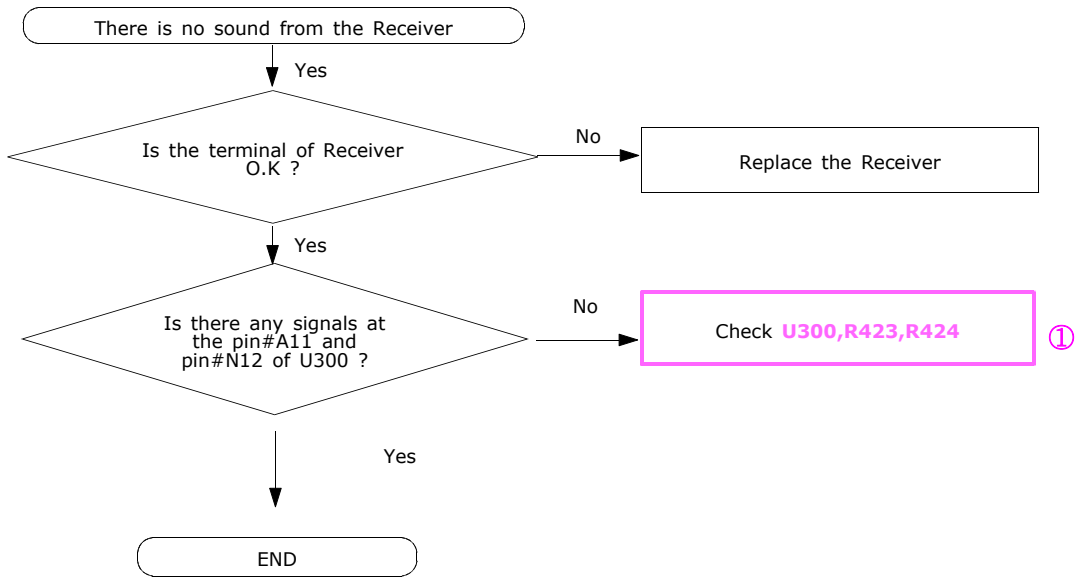 There is no sound from the Receiver
Yes
Is the terminal of Receiver
O.K ?
No
Replace the Receiver
Yes
Is there any signals at
the pin#A11 and
pin#N12 of U300 ?
No
Check U300,R423,R424
①
Yes
END